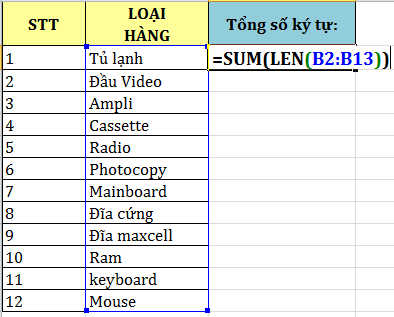 STT LOẠI HÀNG Tổng số ký tự:
1 Tủ lạnh =SUM(LEN(B2:B13))
2 Đầu Video
3 Ampli
4 Cassette
5 Radio
6 Photocopy
7 Mainboard
8 Đĩa cứng
9 Đĩa maxcell
10 Ram
11 keyboard
12 Mouse